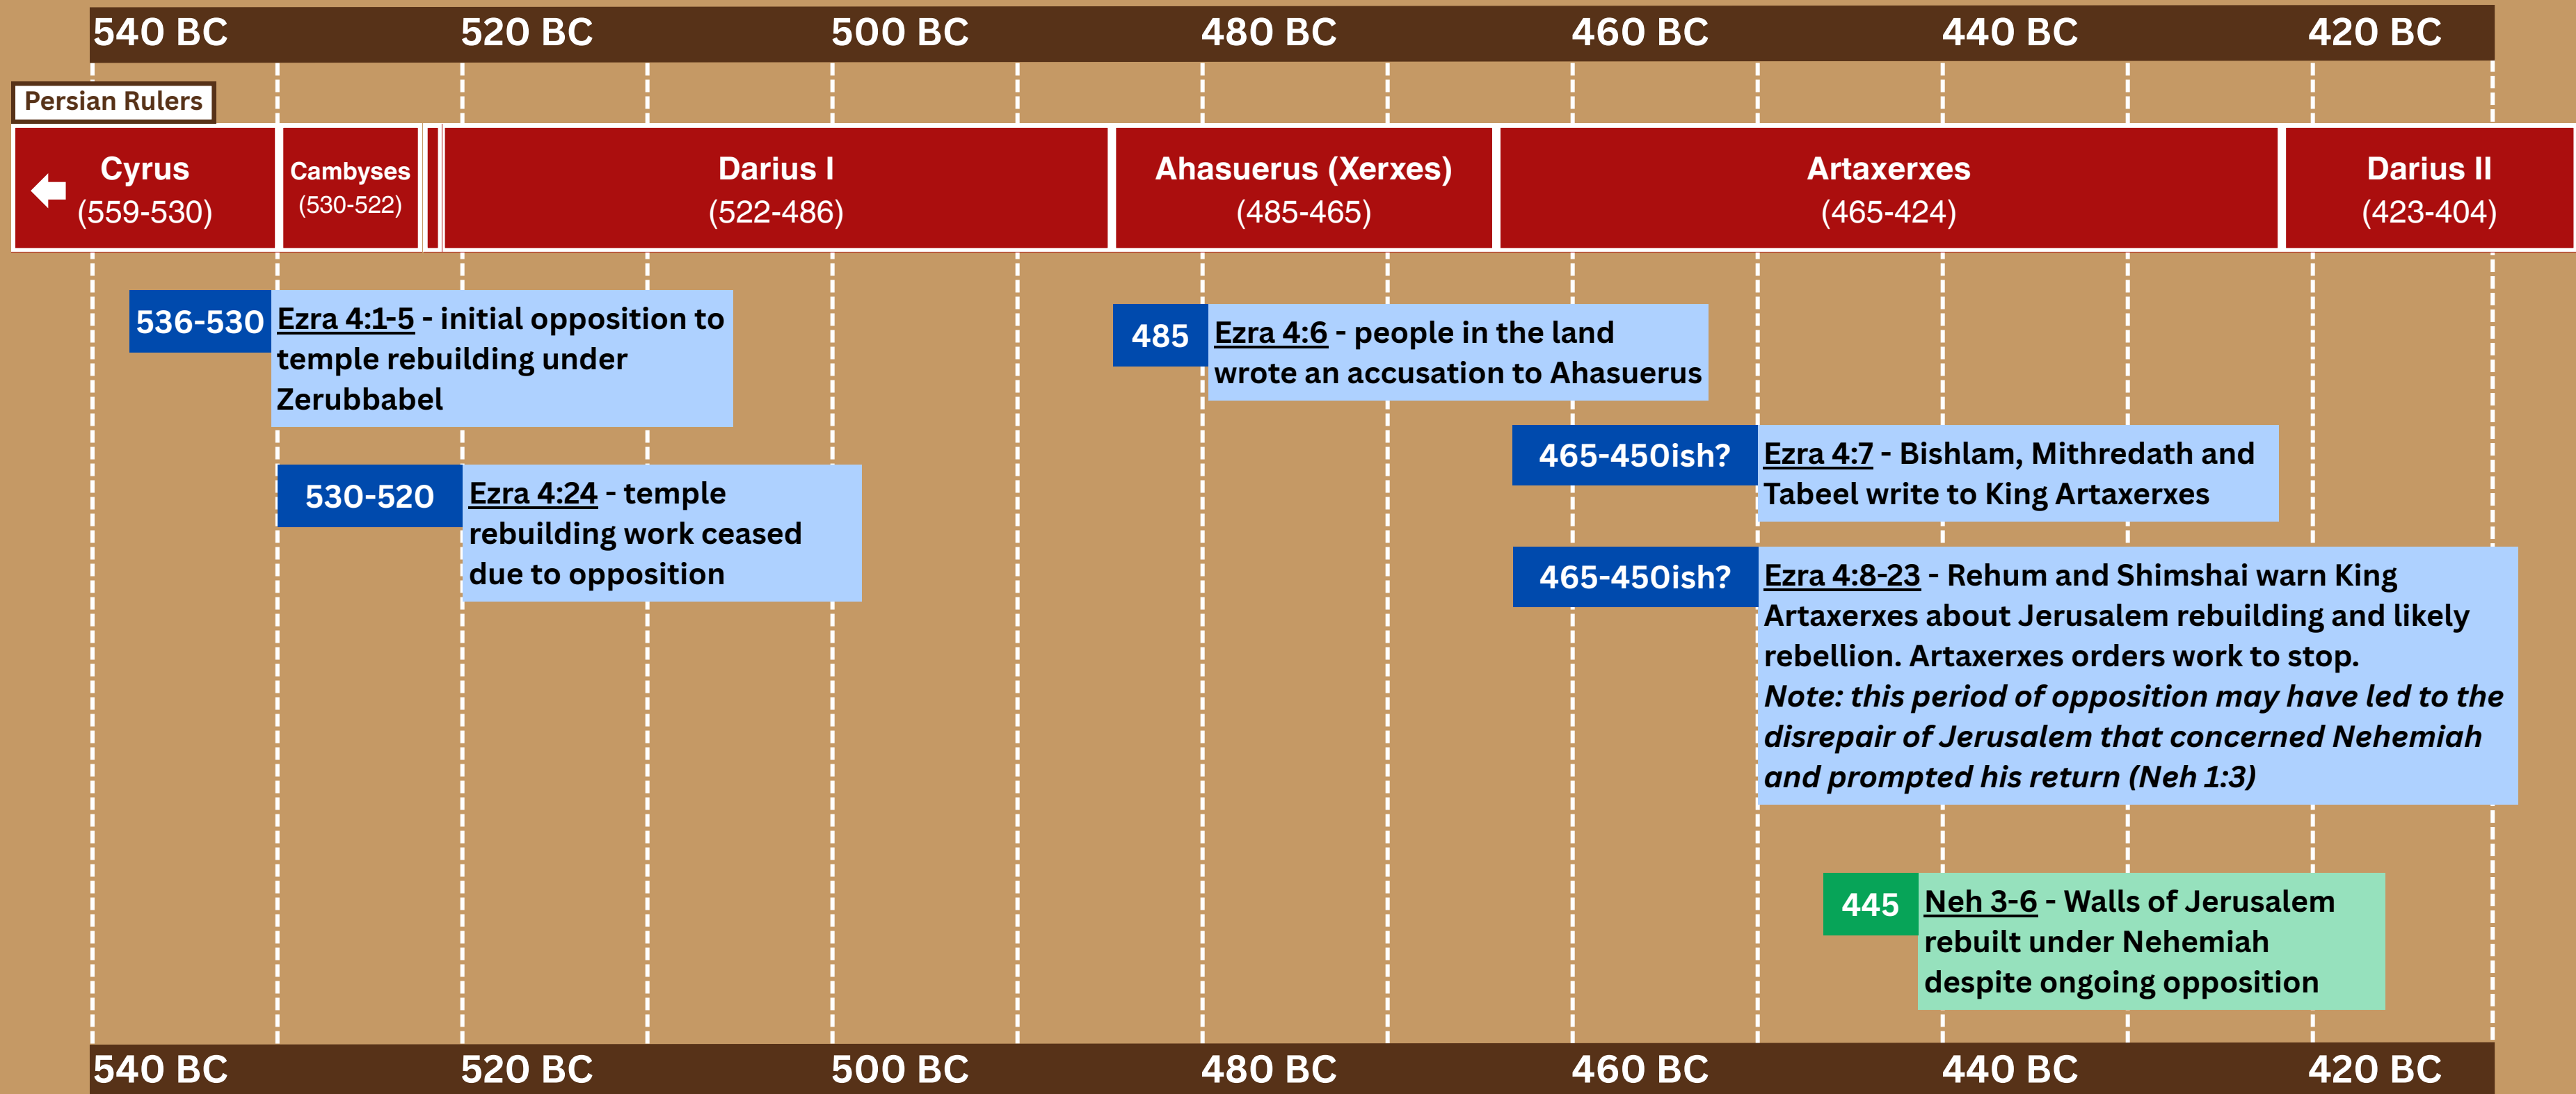 540 BC 520 BC 500 BC 480 BC 460 BC 440 BC 420 BC
Persian Rulers
Cyrus
(559-530)
Cambyses
(530-522)
Darius I
(522-486)
Ahasuerus (Xerxes)
(485-465)
Artaxerxes
(465-424)
Darius II
(423-404)
536-530
Ezra 4:1-5 - initial opposition to
temple rebuilding under
Zerubbabel
530-520
Ezra 4:24 - temple
rebuilding work ceased
due to opposition
485
Ezra 4:6 - people in the land
wrote an accusation to Ahasuerus
465-450ish?
Ezra 4:7 - Bishlam, Mithredath and
Tabeel write to King Artaxerxes
465-450ish?
Ezra 4:8-23 - Rehum and Shimshai warn King
Artaxerxes about Jerusalem rebuilding and likely
rebellion. Artaxerxes orders work to stop.
Note: this period of opposition may have led to the
disrepair of Jerusalem that concerned Nehemiah
and prompted his return (Neh 1:3)
445
Neh 3-6 - Walls of Jerusalem
rebuilt under Nehemiah
despite ongoing opposition
540 BC 520 BC 500 BC 480 BC 460 BC 440 BC 420 BC